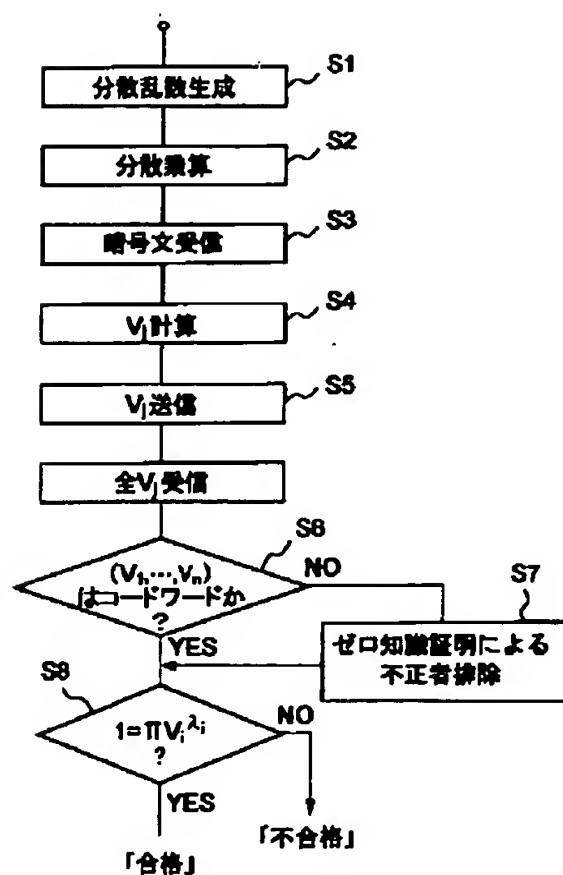 S1
分散乱数生成
S2
分散乗算
S3
暗号文受信
S4
Vj計算
S5
Vj送信
全Vj受信
S6
(V1,…,Vn)
はコードワードか
?
NO
YES
S7
ゼロ知識証明による
不正者排除
S8
1=ΠVi^λi
?
NO
YES
「合格」
「不合格」